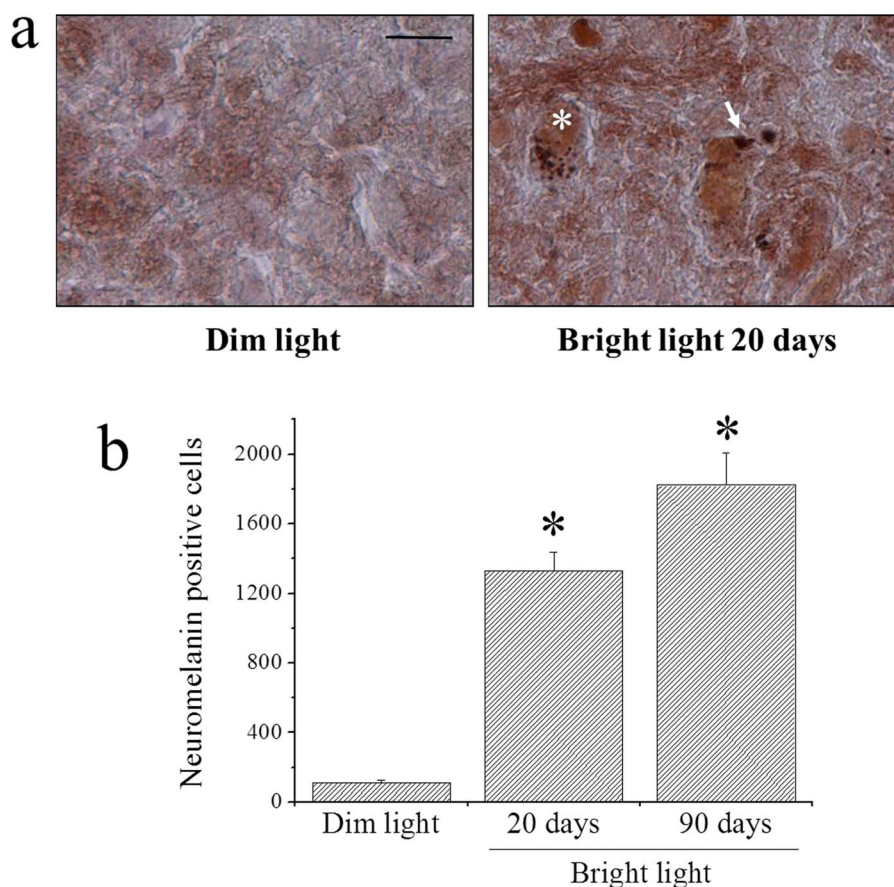 a
*
Dim light
Bright light 20 days
b
Neuromelanin positive cells
2000
1600
1200
800
400
0
*
*
Dim light
20 days
90 days
Bright light